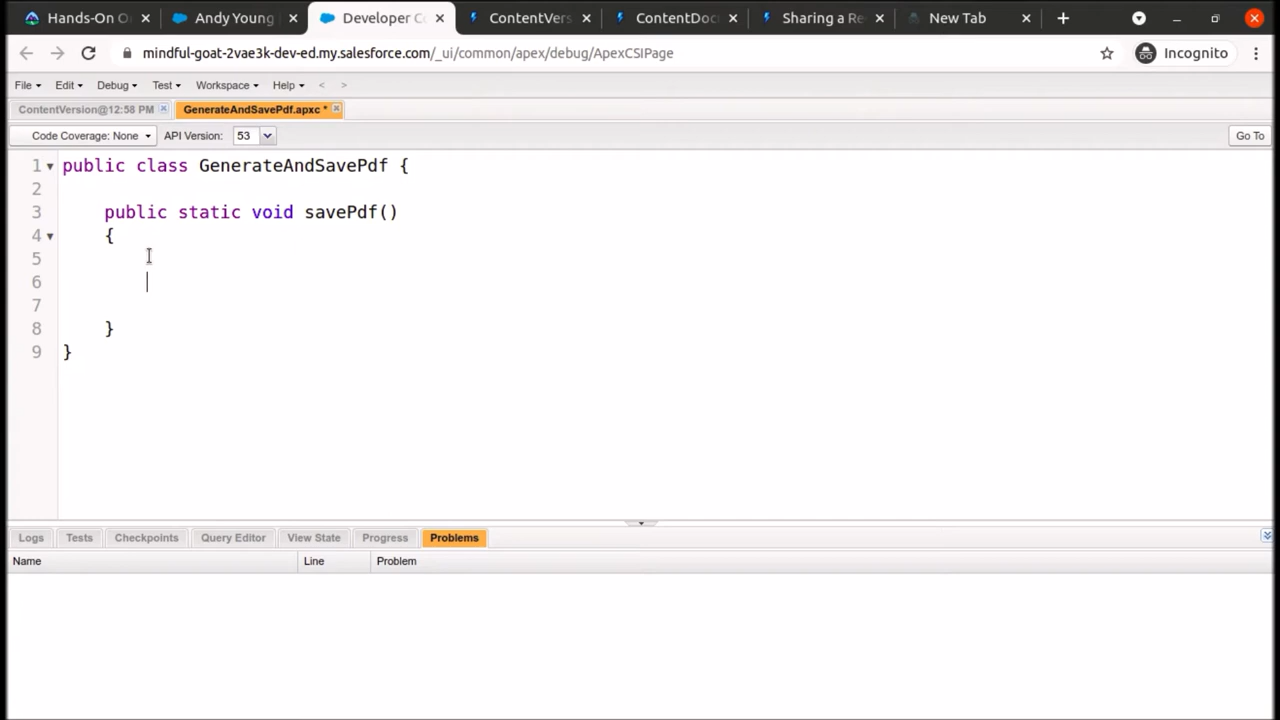 Hands-On O
Andy Young
Developer C
ContentVers
ContentDoc
Sharing a Re
New Tab
mindful-goat-2vae3k-dev-ed.my.salesforce.com/_ui/common/apex/debug/ApexCSIPage
Incognito
File Edit Debug Test Workspace Help < >
ContentVersion@12:58 PM
GenerateAndSavePdf.apxc *
Code Coverage: None API Version: 53 Go To
1 public class GenerateAndSavePdf {
2
3 public static void savePdf()
4 {
5
6
7
8 }
9 }
Logs Tests Checkpoints Query Editor View State Progress Problems
Name Line Problem